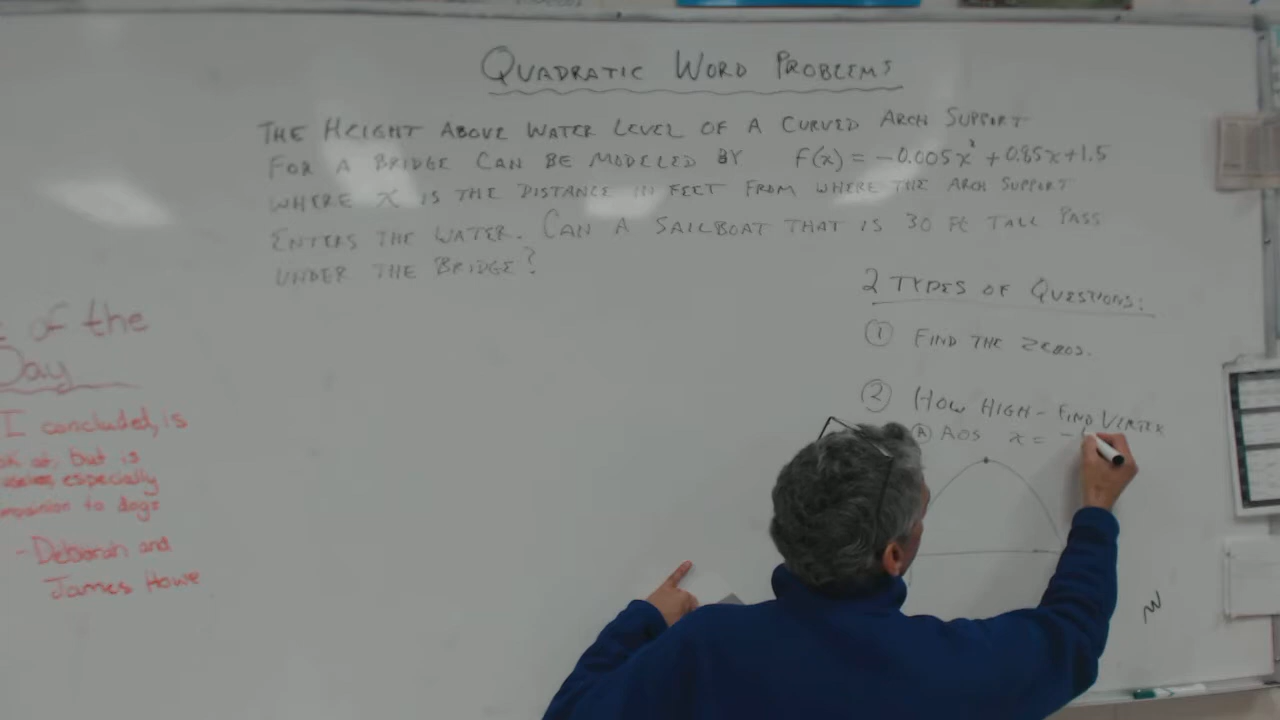 QUADRATIC WORD PROBLEMS
THE HEIGHT ABOVE WATER LEVEL OF A CURVED ARCH SUPPORT
FOR A BRIDGE CAN BE MODELED BY F(x) = -0.005x² + 0.85x + 1.5
WHERE X IS THE DISTANCE IN FEET FROM WHERE THE ARCH SUPPORT
ENTERS THE WATER. CAN A SAILBOAT THAT IS 30 FT TALL PASS
UNDER THE BRIDGE?
2 TYPES OF QUESTIONS:
① FIND THE ZEROS.
② HOW HIGH - FIND VERTEX
Ⓐ AOS x = -
of the
Day
I concluded, is
at, but is
especially
to dogs
- Deborah and
James Howe